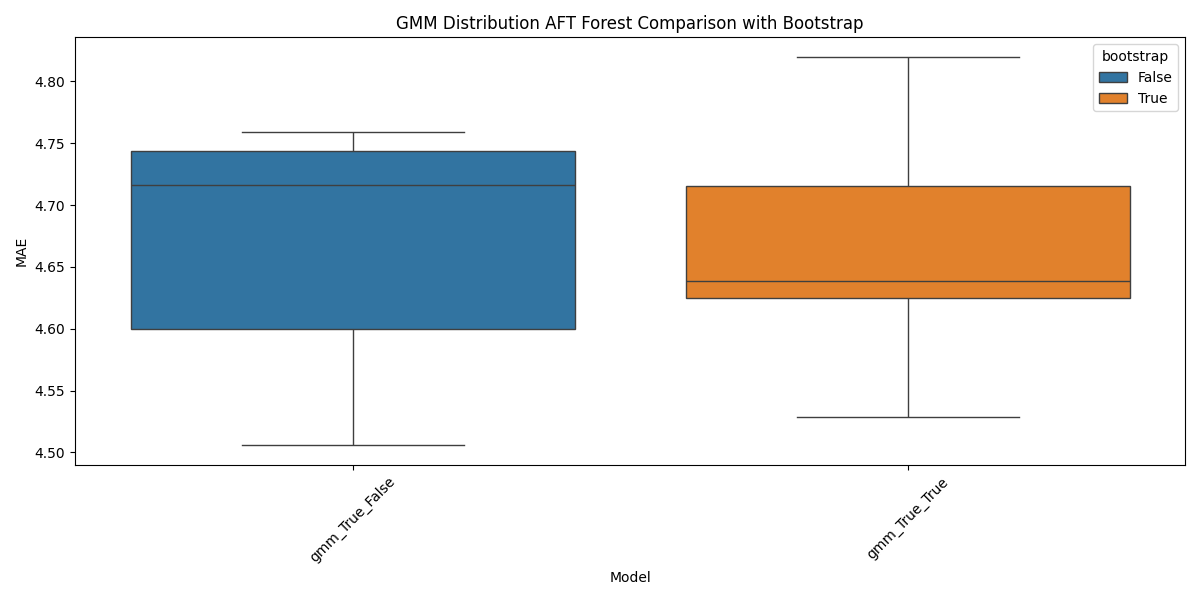 GMM Distribution AFT Forest Comparison with Bootstrap
bootstrap
False
True
MAE
4.80
4.75
4.70
4.65
4.60
4.55
4.50
gmm_True_False
gmm_True_True
Model